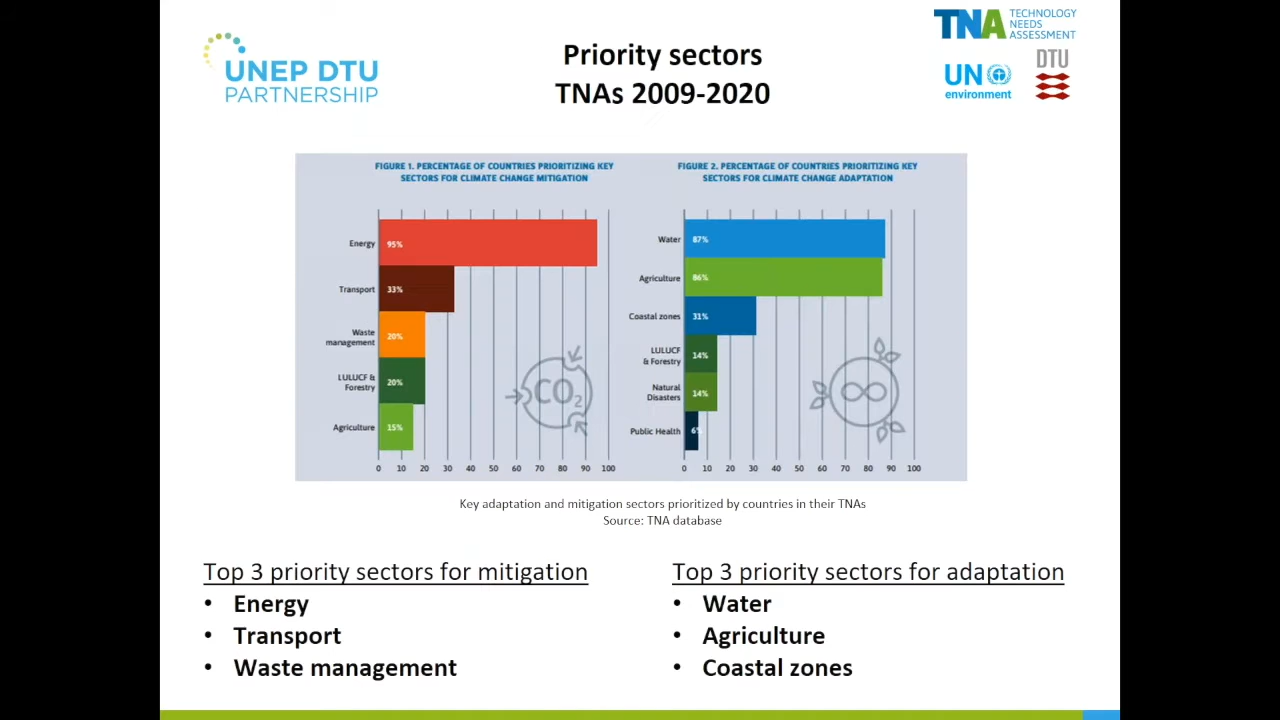 UNEP DTU
PARTNERSHIP
Priority sectors
TNAs 2009-2020
TNA TECHNOLOGY
NEEDS
ASSESSMENT
UN
environment
DTU
FIGURE 1. PERCENTAGE OF COUNTRIES PRIORITIZING KEY
SECTORS FOR CLIMATE CHANGE MITIGATION
Energy 95%
Transport 33%
Waste
management 20%
LULUCF &
Forestry 20%
Agriculture 15%
CO2
0 10 20 30 40 50 60 70 80 90 100
FIGURE 2. PERCENTAGE OF COUNTRIES PRIORITIZING KEY
SECTORS FOR CLIMATE CHANGE ADAPTATION
Water 87%
Agriculture 86%
Coastal zones 31%
LULUCF
& Forestry 14%
Natural
Disasters 14%
Public Health 6%
0 10 20 30 40 50 60 70 80 90 100
Key adaptation and mitigation sectors prioritized by countries in their TNAs
Source: TNA database
Top 3 priority sectors for mitigation
• Energy
• Transport
• Waste management
Top 3 priority sectors for adaptation
• Water
• Agriculture
• Coastal zones